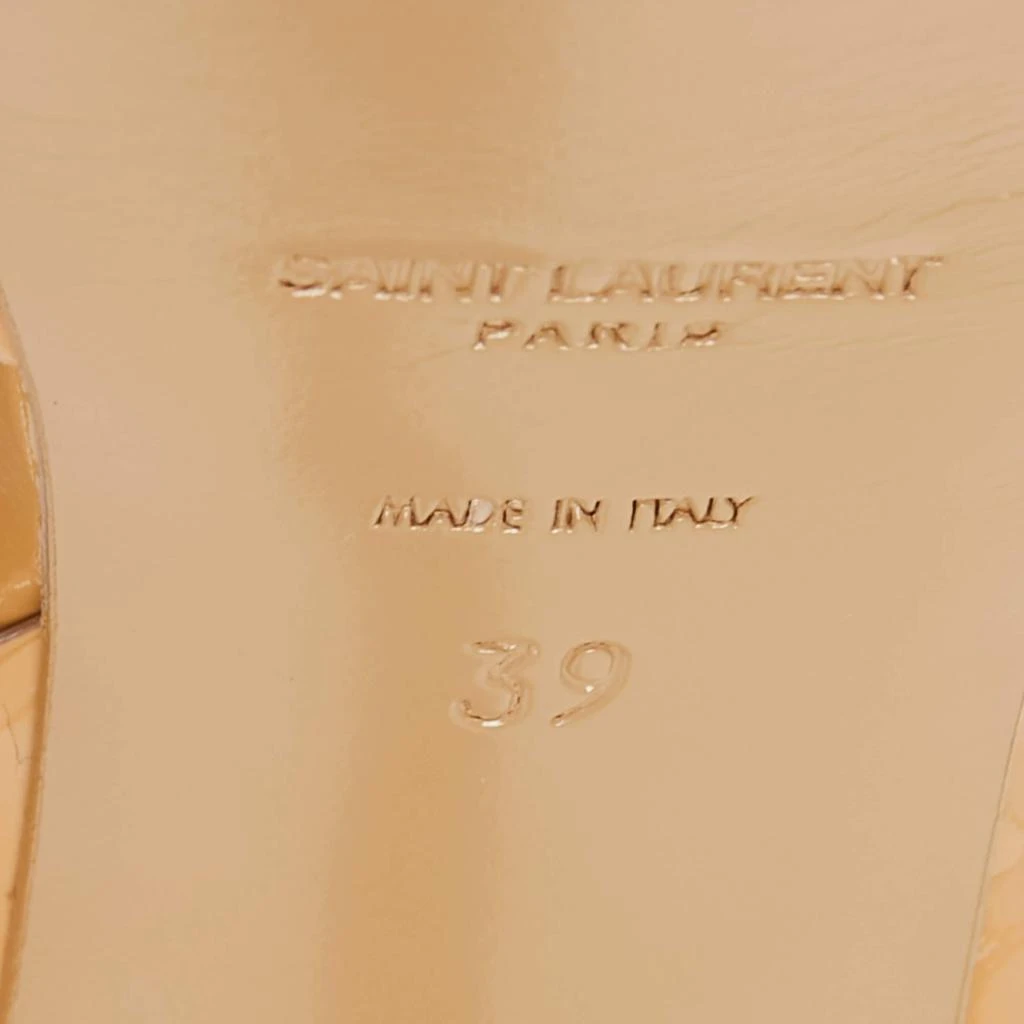 SAINT LAURENT
PARIS
MADE IN ITALY
39